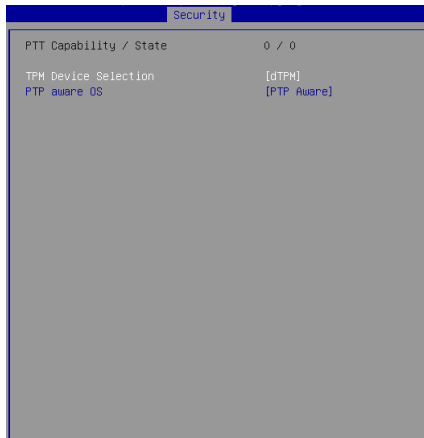 Security
PTT Capability / State 0 / 0
TPM Device Selection [dTPM]
PTP aware OS [PTP Aware]